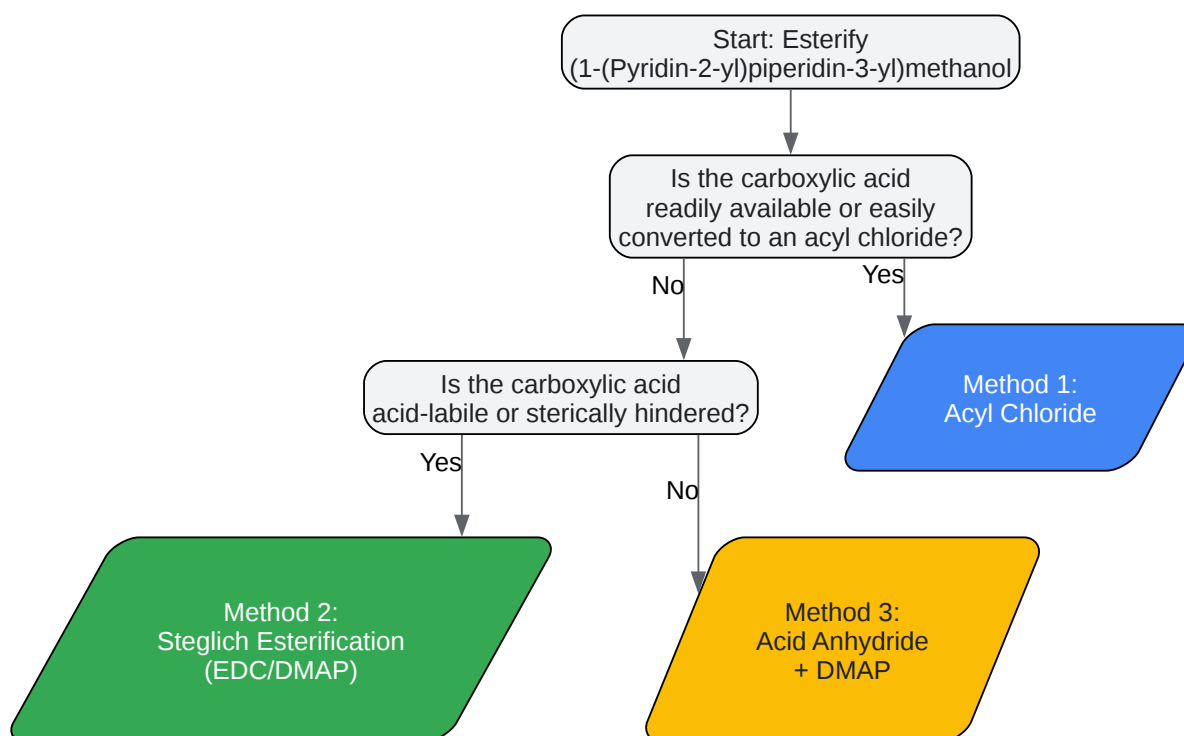 Start: Esterify
(1-(Pyridin-2-yl)piperidin-3-yl)methanol
Is the carboxylic acid
readily available or easily
converted to an acyl chloride?
No
Yes
Is the carboxylic acid
acid-labile or sterically hindered?
Method 1:
Acyl Chloride
Yes
No
Method 2:
Steglich Esterification
(EDC/DMAP)
Method 3:
Acid Anhydride
+ DMAP